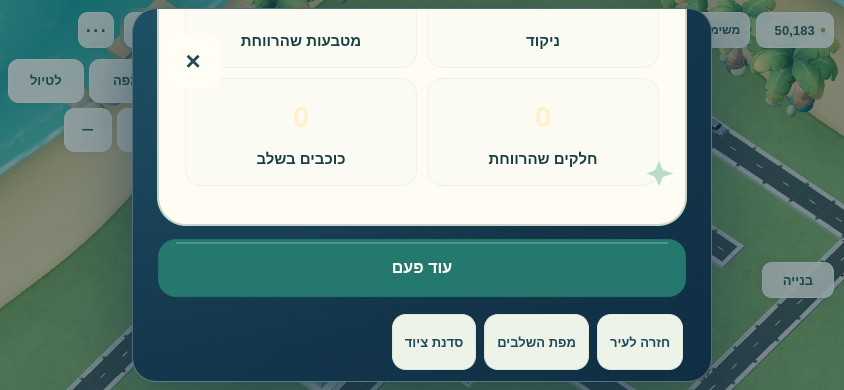 50,183
משימ
...
לטיול
מפה
–
ניקוד
מטבעות שהרווחת
×
0
0
חלקים שהרווחת
כוכבים בשלב
עוד פעם
חזרה לעיר
מפת השלבים
סדנת ציוד
בנייה